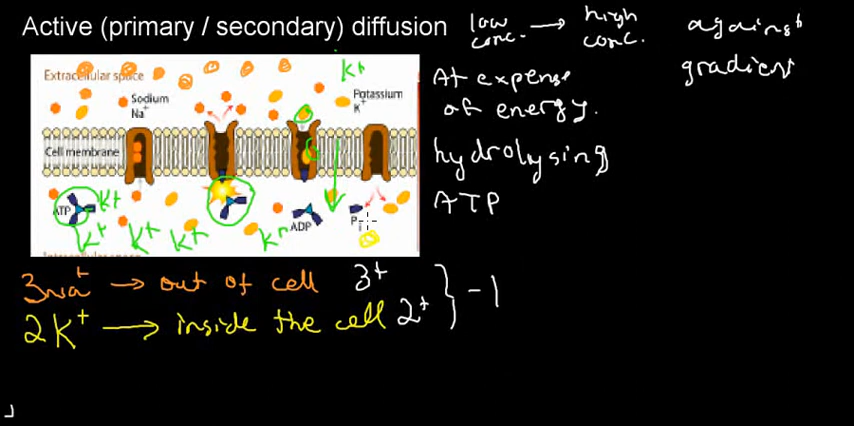 Active (primary / secondary) diffusion
low conc. → high conc.
against gradient
At expense
of energy.
hydrolysing
ATP
Extracellular space
K+
Sodium
Na+
Potassium
K+
Cell membrane
ATP
K+
K+ K+ K+ K+
ADP
Pi
3Na+ → out of cell 3+
2K+ → inside the cell 2+
} -1